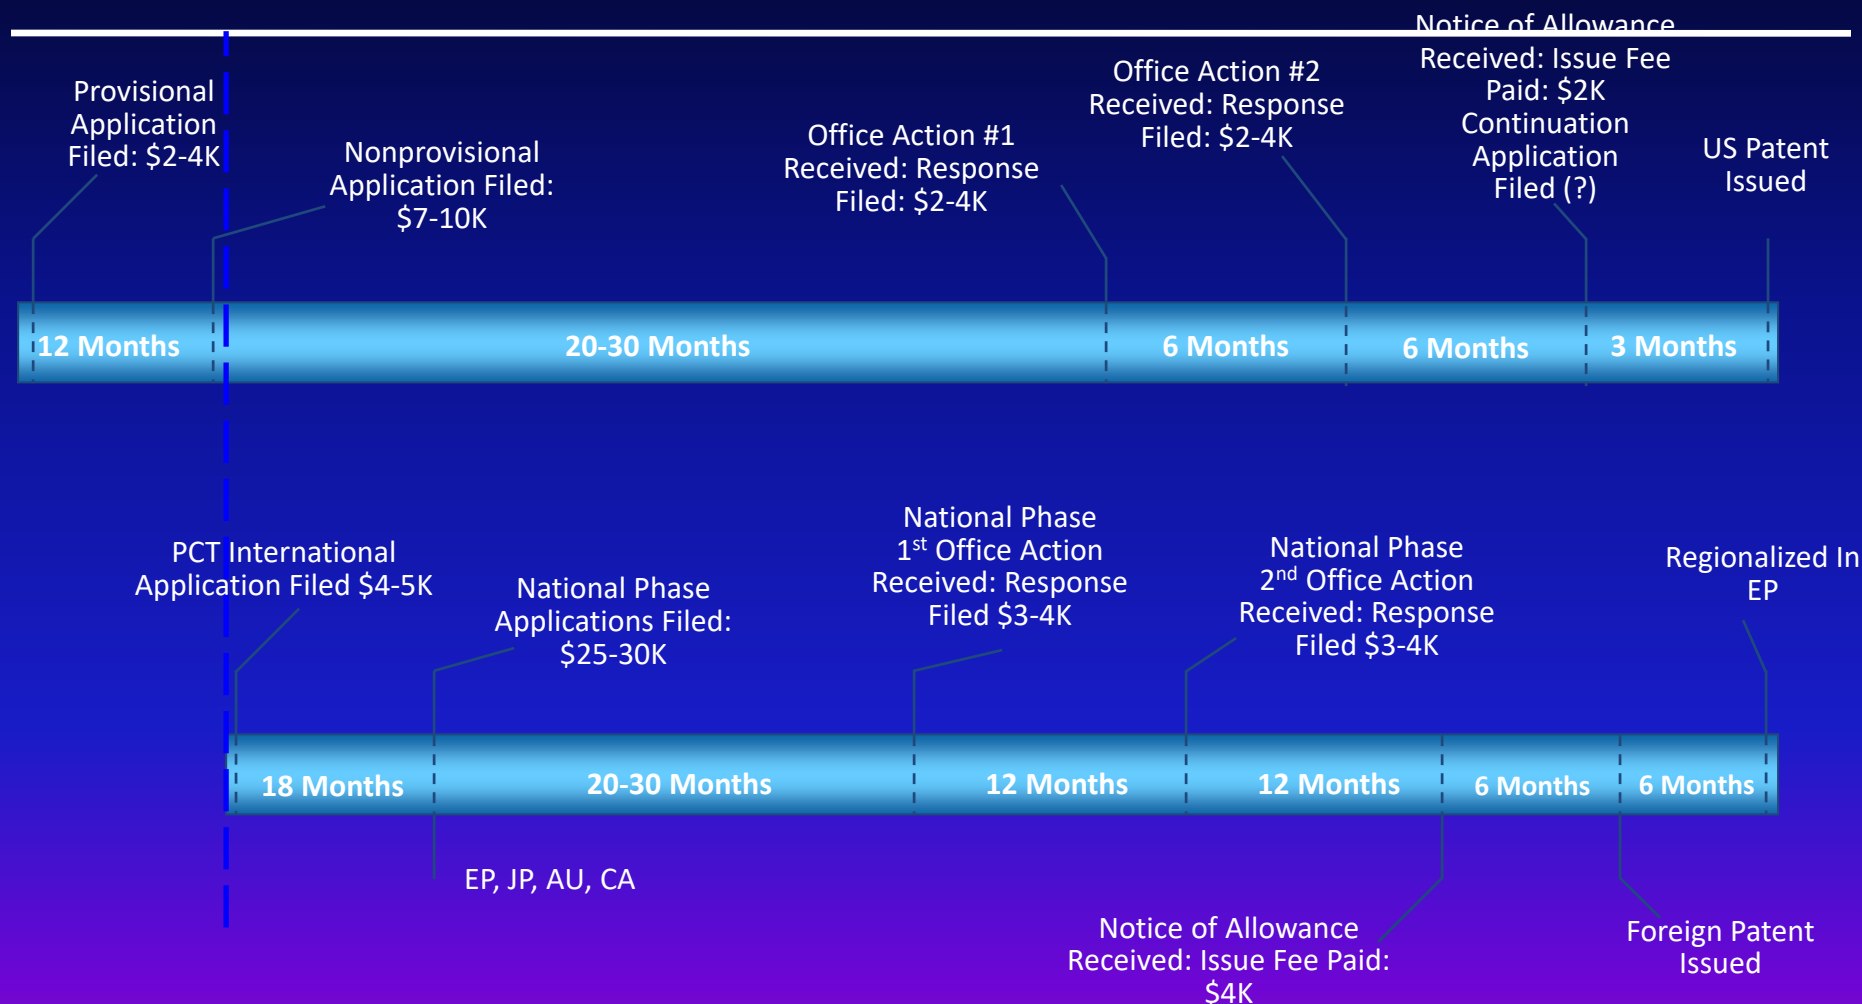 Provisional
Application
Filed: $2-4K
Nonprovisional
Application Filed:
$7-10K
Office Action #1
Received: Response
Filed: $2-4K
Office Action #2
Received: Response
Filed: $2-4K
Notice of Allowance
Received: Issue Fee
Paid: $2K
Continuation
Application
Filed (?)
US Patent
Issued
12 Months
20-30 Months
6 Months
6 Months
3 Months
PCT International
Application Filed $4-5K
National Phase
Applications Filed:
$25-30K
National Phase
1st Office Action
Received: Response
Filed $3-4K
National Phase
2nd Office Action
Received: Response
Filed $3-4K
Regionalized In
EP
18 Months
20-30 Months
12 Months
12 Months
6 Months
6 Months
EP, JP, AU, CA
Notice of Allowance
Received: Issue Fee Paid:
$4K
Foreign Patent
Issued